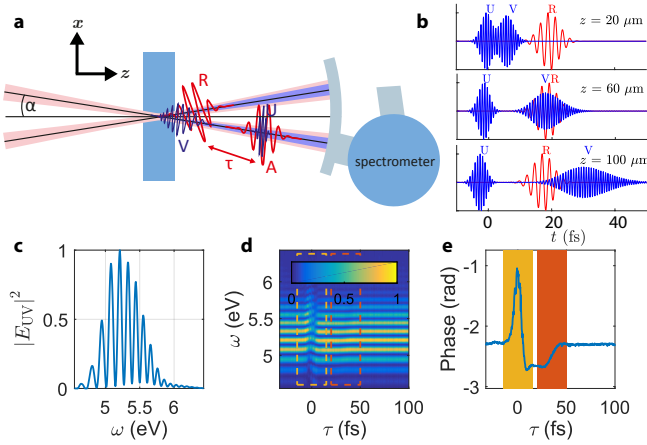 a
x
z
α
R
U
V
τ
A
spectrometer
b
U V R
z = 20 μm
U V R
z = 60 μm
U R V
z = 100 μm
0 20 40
t (fs)
c
1
0.5
0
|E_UV|²
5 5.5 6
ω (eV)
d
6
5.5
5
ω (eV)
0 0.5 1
0 50 100
τ (fs)
e
-1
-2
-3
Phase (rad)
0 50 100
τ (fs)